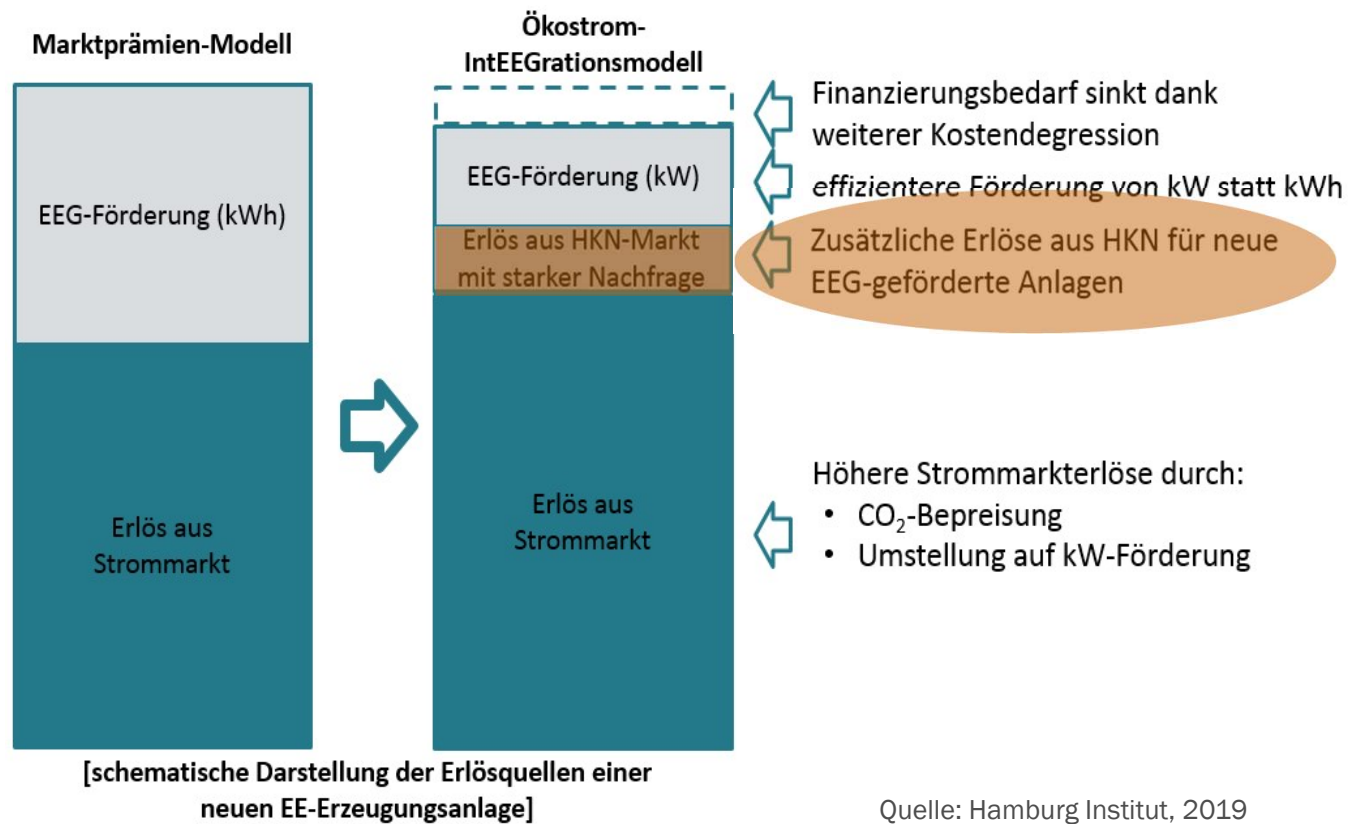 Marktprämien-Modell
EEG-Förderung (kWh)
Erlös aus
Strommarkt
Ökostrom-
IntEEGrationsmodell
EEG-Förderung (kW)
Erlös aus HKN-Markt
mit starker Nachfrage
Erlös aus
Strommarkt
Finanzierungsbedarf sinkt dank
weiterer Kostendegression
effizientere Förderung von kW statt kWh
Zusätzliche Erlöse aus HKN für neue
EEG-geförderte Anlagen
Höhere Strommarkterlöse durch:
• CO₂-Bepreisung
• Umstellung auf kW-Förderung
[schematische Darstellung der Erlösquellen einer
neuen EE-Erzeugungsanlage]
Quelle: Hamburg Institut, 2019